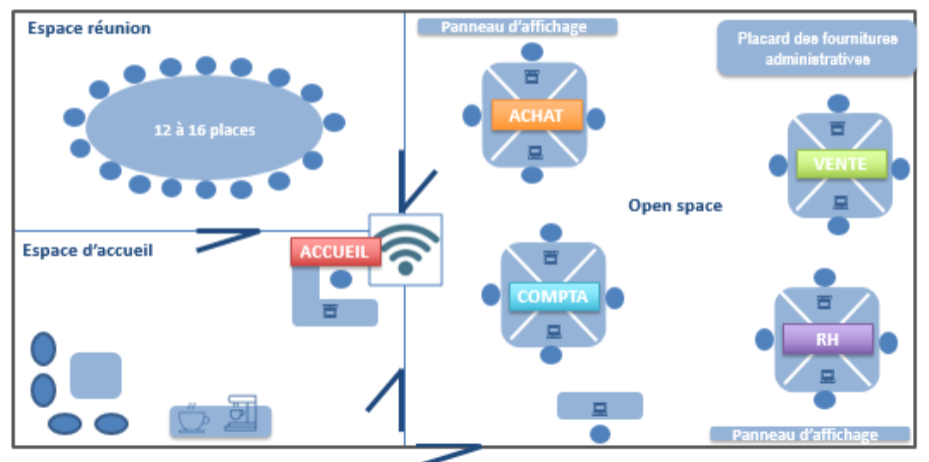 Espace réunion
12 à 16 places
Panneau d'affichage
Placard des fournitures
administratives
ACHAT
VENTE
Open space
Espace d'accueil
ACCUEIL
COMPTA
RH
Panneau d'affichage